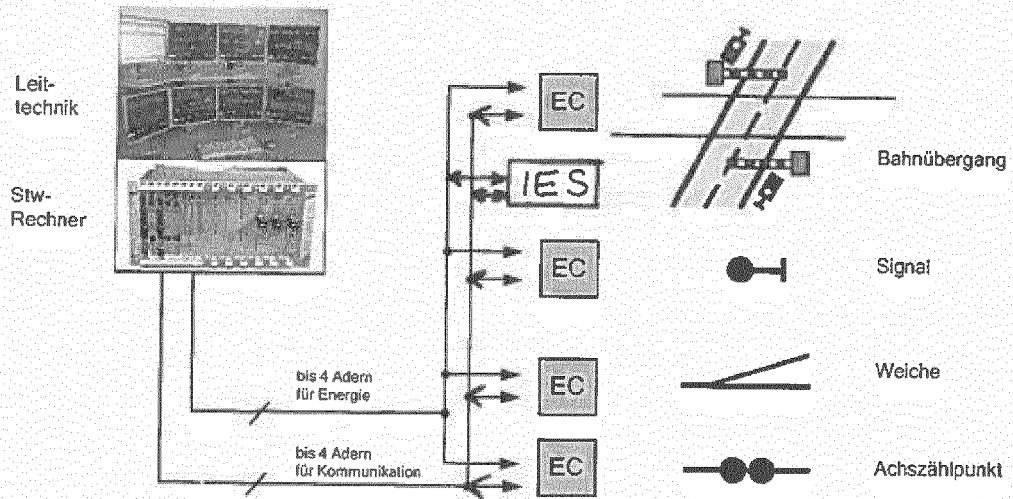 Leit-
technik
Stw-
Rechner
EC
IES
EC
EC
EC
bis 4 Adern
für Energie
bis 4 Adern
für Kommunikation
Bahnübergang
Signal
Weiche
Achszählpunkt